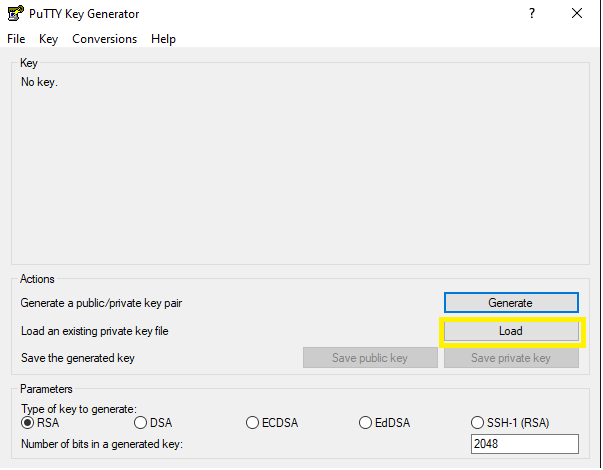 PuTTY Key Generator
?
File Key Conversions Help
Key
No key.
Actions
Generate a public/private key pair Generate
Load an existing private key file Load
Save the generated key Save public key Save private key
Parameters
Type of key to generate:
RSA DSA ECDSA EdDSA SSH-1 (RSA)
Number of bits in a generated key: 2048